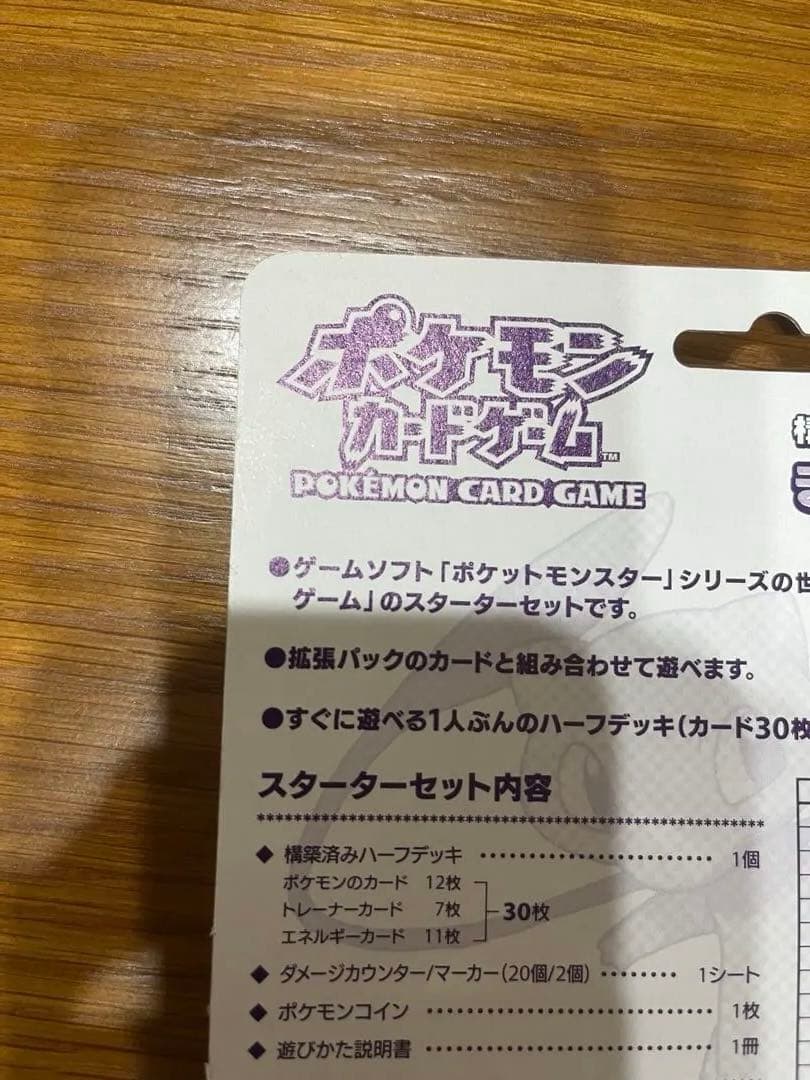 ポケモン
カードゲーム™
POKÉMON CARD GAME
●ゲームソフト「ポケットモンスター」シリーズの世
ゲーム」のスターターセットです。
●拡張パックのカードと組み合わせて遊べます。
●すぐに遊べる1人ぶんのハーフデッキ(カード30枚
スターターセット内容
◆ 構築済みハーフデッキ 1個
ポケモンのカード 12枚
トレーナーカード 7枚
30枚
エネルギーカード 11枚
◆ ダメージカウンター/マーカー(20個/2個) 1シート
◆ ポケモンコイン 1枚
◆ 遊びかた説明書 1冊